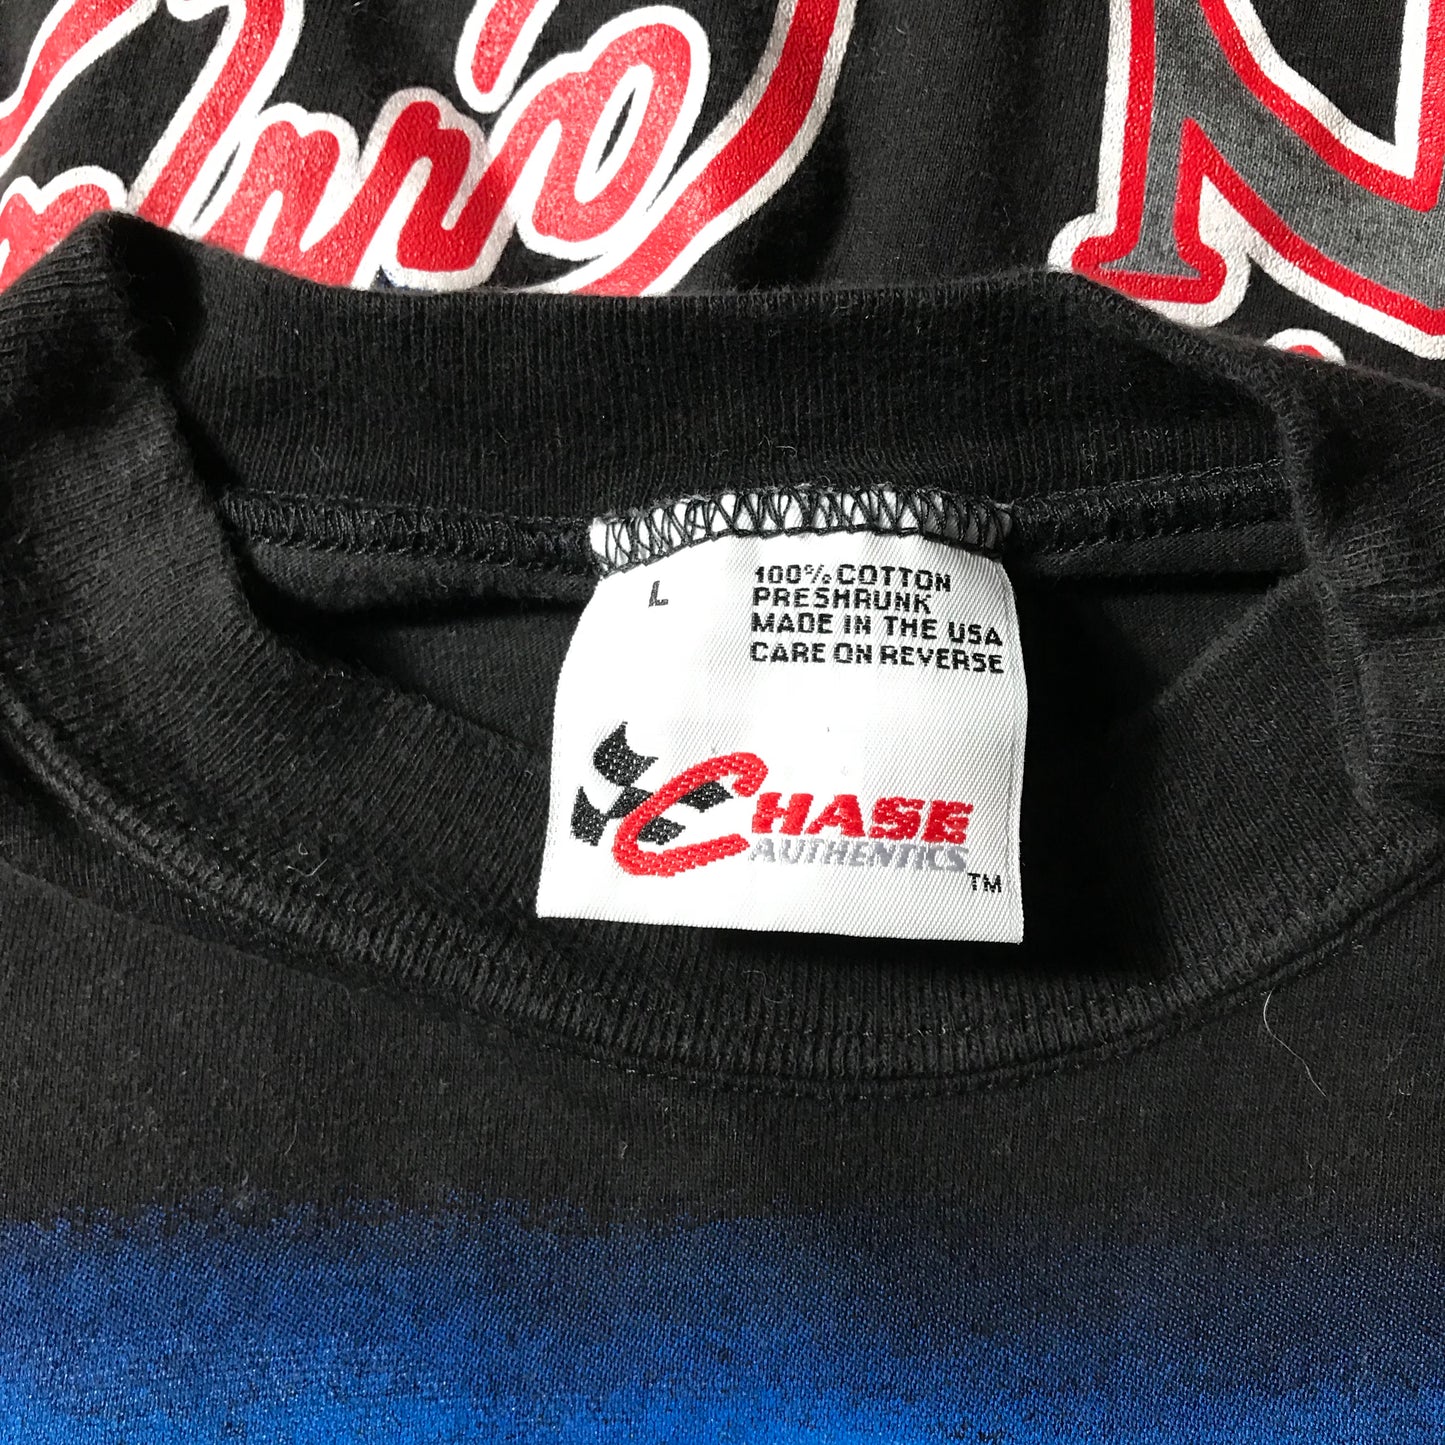 L
100% COTTON
PRESHRUNK
MADE IN THE USA
CARE ON REVERSE
CHASE
AUTHENTICS
TM